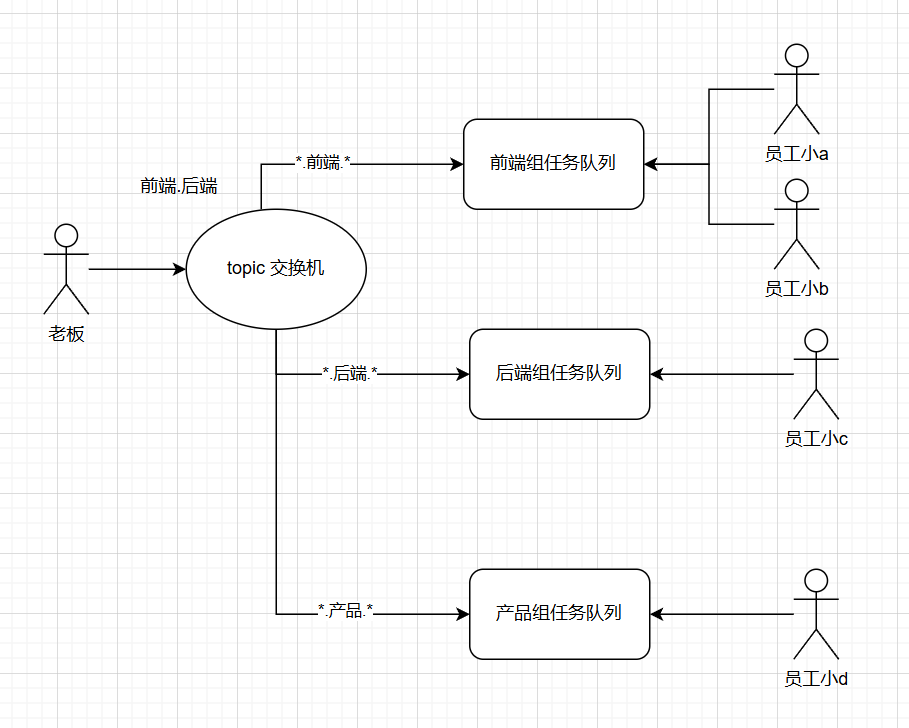 员工小a
*.前端.*
前端组任务队列
前端.后端
topic 交换机
员工小b
老板
*.后端.*
后端组任务队列
员工小c
*.产品.*
产品组任务队列
员工小d